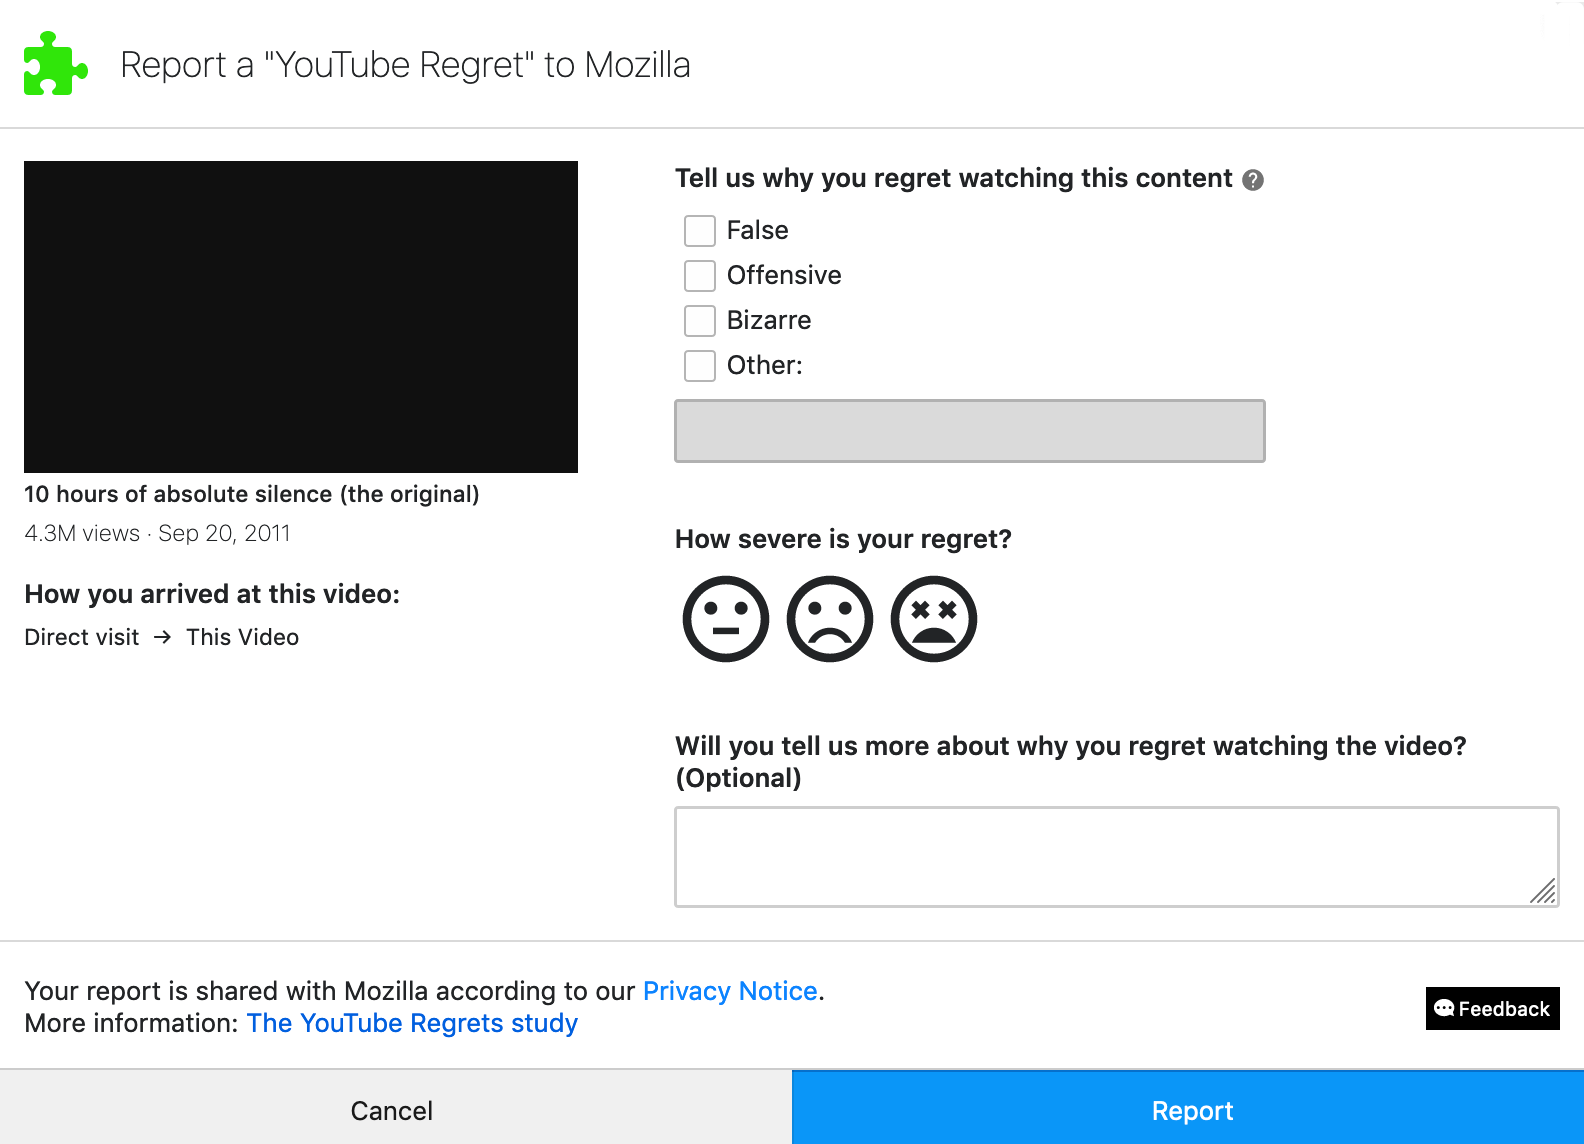 Report a "YouTube Regret" to Mozilla
10 hours of absolute silence (the original)
4.3M views · Sep 20, 2011
How you arrived at this video:
Direct visit → This Video
Tell us why you regret watching this content ?
False
Offensive
Bizarre
Other:
How severe is your regret?
Will you tell us more about why you regret watching the video?
(Optional)
Your report is shared with Mozilla according to our Privacy Notice.
More information: The YouTube Regrets study
Feedback
Cancel
Report